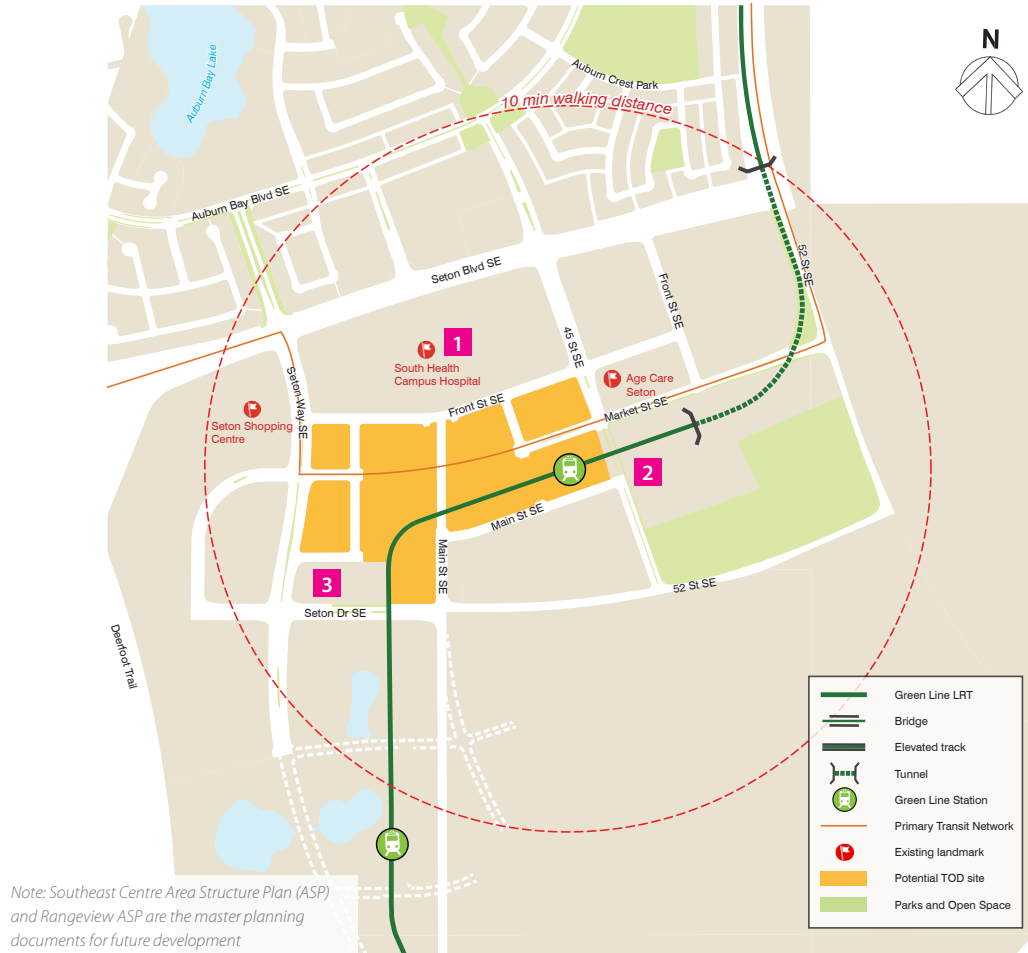 N
Auburn Bay Lake
Auburn Crest Park
10 min walking distance
Auburn Bay Blvd SE
Seton Blvd SE
52 St SE
Front St SE
45 St SE
1
South Health
Campus Hospital
Age Care
Seton
Seton Way SE
Front St SE
Market St SE
Seton Shopping
Centre
2
Main St SE
Main St SE
3
52 St SE
Seton Dr SE
Deerfoot Trail
Green Line LRT
Bridge
Elevated track
Tunnel
Green Line Station
Primary Transit Network
Existing landmark
Potential TOD site
Parks and Open Space
Note: Southeast Centre Area Structure Plan (ASP)
and Rangeview ASP are the master planning
documents for future development